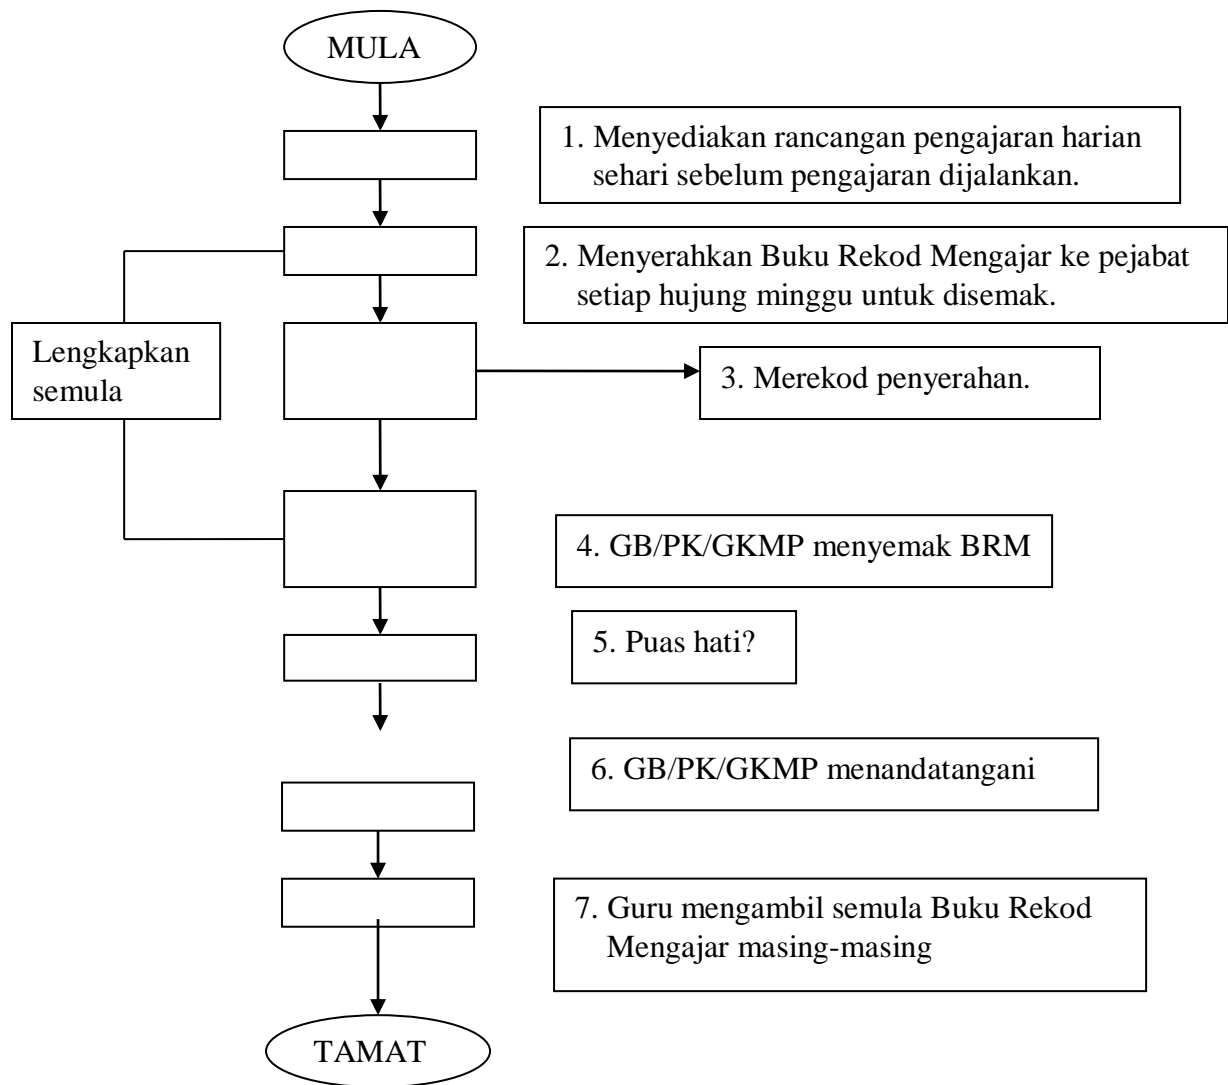 MULA
1. Menyediakan rancangan pengajaran harian
sehari sebelum pengajaran dijalankan.
2. Menyerahkan Buku Rekod Mengajar ke pejabat
setiap hujung minggu untuk disemak.
Lengkapkan
semula
3. Merekod penyerahan.
4. GB/PK/GKMP menyemak BRM
5. Puas hati?
6. GB/PK/GKMP menandatangani
7. Guru mengambil semula Buku Rekod
Mengajar masing-masing
TAMAT